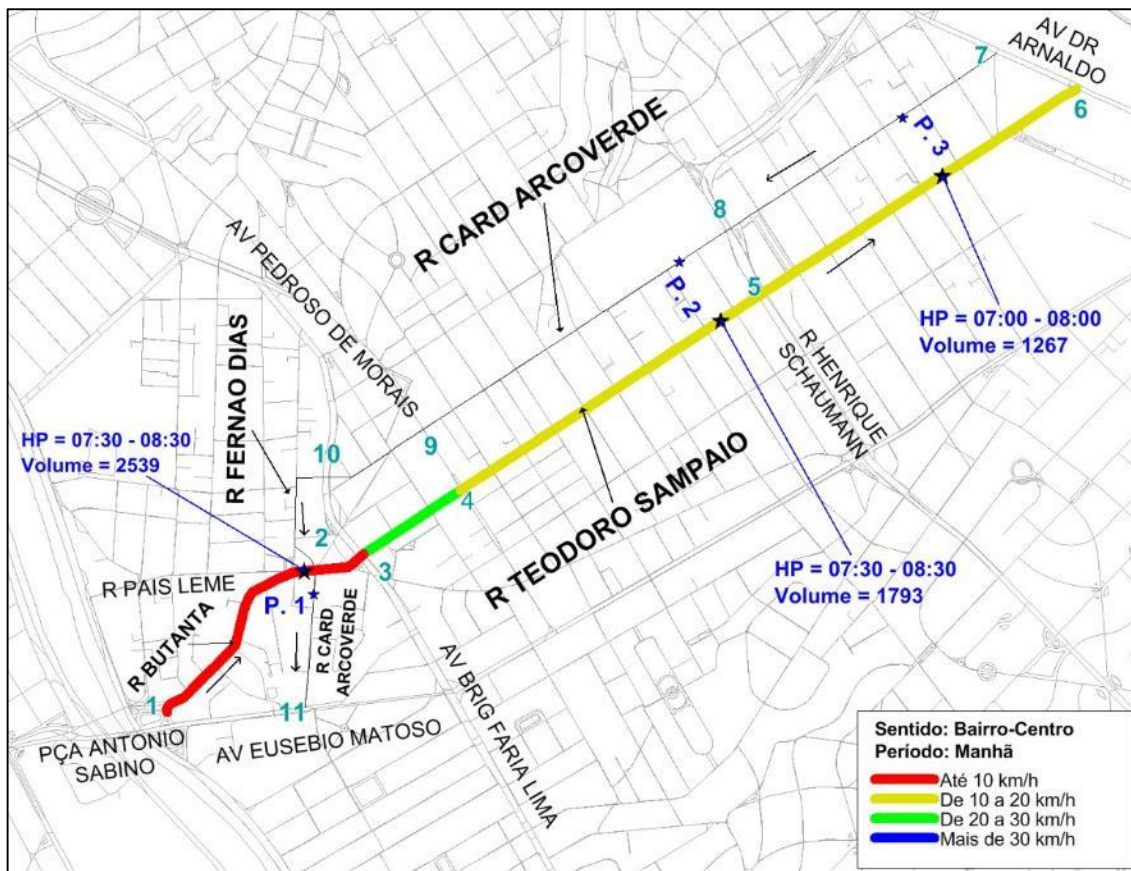 AV DR
ARNALDO
7
6
P. 3
R CARD ARCOVERDE
8
AV PEDROSO DE MORAIS
5
P. 2
HP = 07:00 - 08:00
Volume = 1267
R HENRIQUE
SCHAUMANN
R FERNAO DIAS
HP = 07:30 - 08:30
Volume = 2539
10
9
4
R TEODORO SAMPAIO
2
3
HP = 07:30 - 08:30
Volume = 1793
R PAIS LEME
P. 1
R CARD
ARCOVERDE
R BUTANTA
1
11
AV BRIG FARIA LIMA
PÇA ANTONIO
SABINO
AV EUSEBIO MATOSO
Sentido: Bairro-Centro
Período: Manhã
Até 10 km/h
De 10 a 20 km/h
De 20 a 30 km/h
Mais de 30 km/h